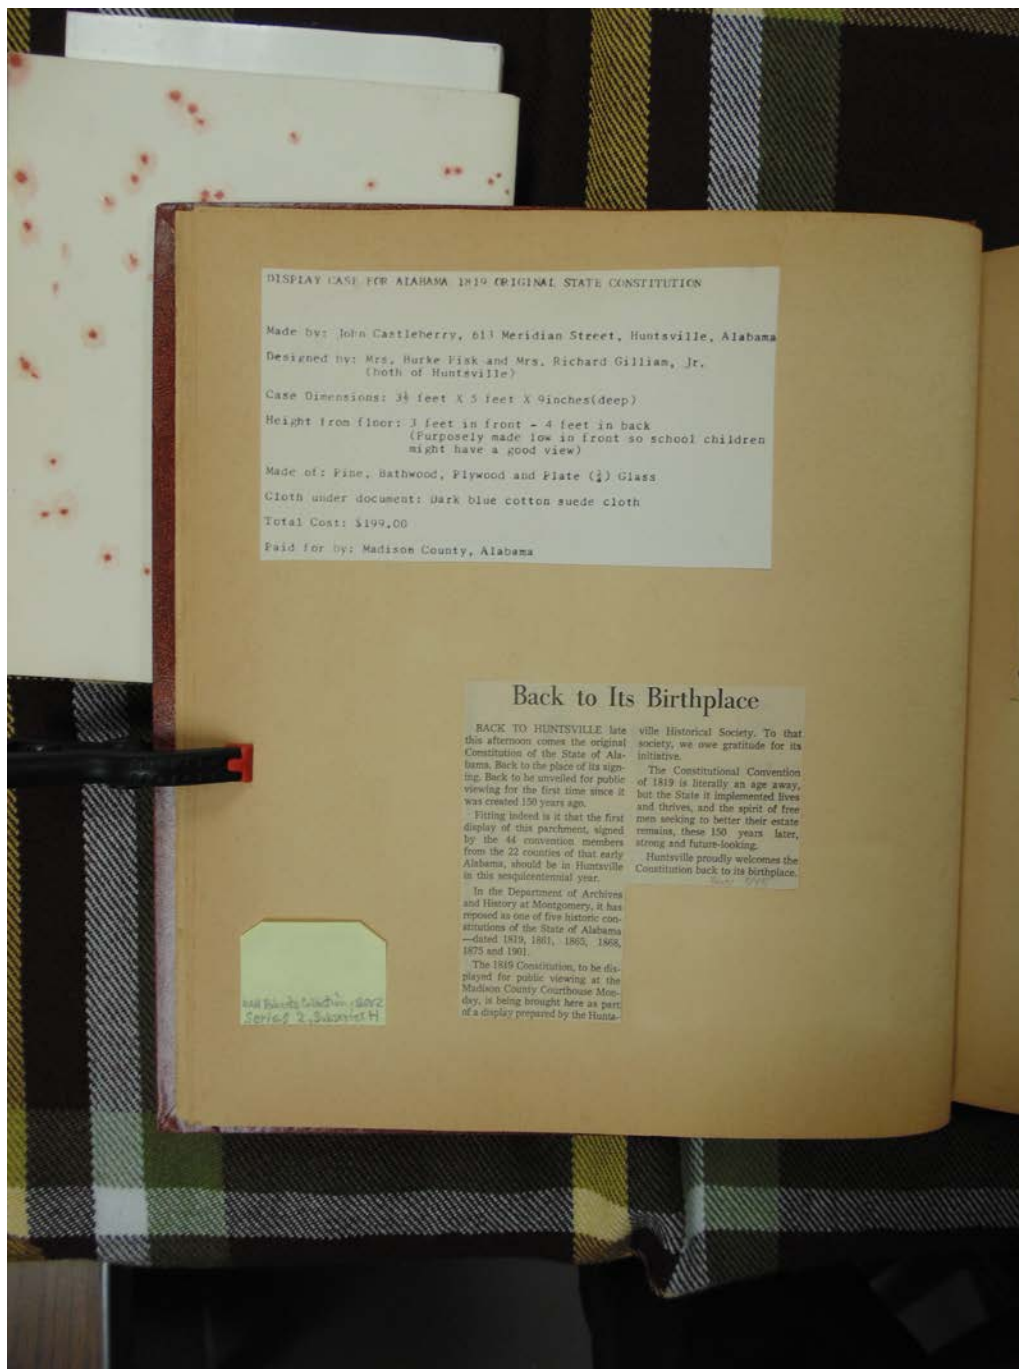 DISPLAY CASE FOR ALABAMA 1819 ORIGINAL STATE CONSTITUTION
Made by: John Castleberry, 613 Meridian Street, Huntsville, Alabama
Designed by: Mrs. Burke Fisk and Mrs. Richard Gilliam, Jr.
(both of Huntsville)
Case Dimensions: 3½ feet X 5 feet X 9inches(deep)
Height from floor: 3 feet in front - 4 feet in back
(Purposely made low in front so school children
might have a good view)
Made of: Pine, Bathwood, Plywood and Plate (¼) Glass
Cloth under document: Dark blue cotton suede cloth
Total Cost: $199.00
Paid for by: Madison County, Alabama
Back to Its Birthplace
BACK TO HUNTSVILLE late
this afternoon comes the original
Constitution of the State of Ala-
bama. Back to the place of its sign-
ing. Back to be unveiled for public
viewing for the first time since it
was created 150 years ago.
Fitting indeed is it that the first
display of this parchment, signed
by the 44 convention members
from the 22 counties of that early
Alabama, should be in Huntsville
in this sesquicentennial year.
In the Department of Archives
and History at Montgomery, it has
reposed as one of five historic con-
stitutions of the State of Alabama
—dated 1819, 1861, 1865, 1868,
1875 and 1901.
The 1819 Constitution, to be dis-
played for public viewing at the
Madison County Courthouse Mon-
day, is being brought here as part
of a display prepared by the Hunts-
ville Historical Society. To that
society, we owe gratitude for its
initiative.
The Constitutional Convention
of 1819 is literally an age away,
but the State it implemented lives
and thrives, and the spirit of free
men seeking to better their estate
remains, these 150 years later,
strong and future-looking.
Huntsville proudly welcomes the
Constitution back to its birthplace.
Roberts Collection,
Series 2, Subseries H